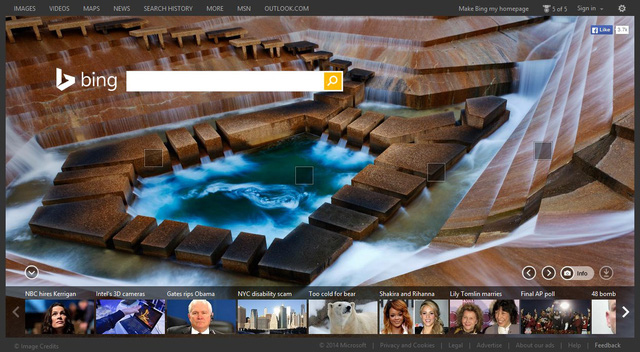 IMAGES VIDEOS MAPS NEWS SEARCH HISTORY MORE MSN OUTLOOK.COM Make Bing my homepage 5 of 5 Sign in
Like 3.7k
bing
Info
NBC hires Kerrigan Intel's 3D cameras Gates rips Obama NYC disability scam Too cold for bear Shakira and Rihanna Lily Tomlin marries Final AP poll 48 bomb
© Image Credits © 2014 Microsoft | Privacy and Cookies | Legal | Advertise | About our ads | Help | Feedback